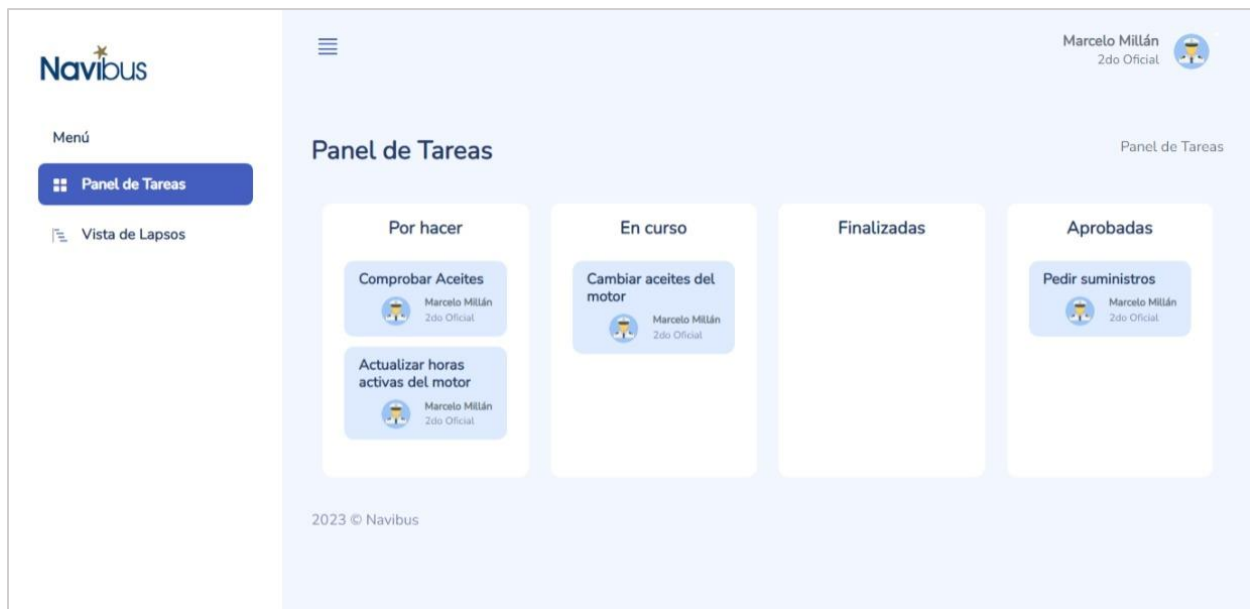 Navibus
Marcelo Millán
2do Oficial
Menú
Panel de Tareas
Vista de Lapsos
Panel de Tareas
Panel de Tareas
Por hacer
Comprobar Aceites
Marcelo Millán
2do Oficial
Actualizar horas
activas del motor
Marcelo Millán
2do Oficial
En curso
Cambiar aceites del
motor
Marcelo Millán
2do Oficial
Finalizadas
Aprobadas
Pedir suministros
Marcelo Millán
2do Oficial
2023 © Navibus